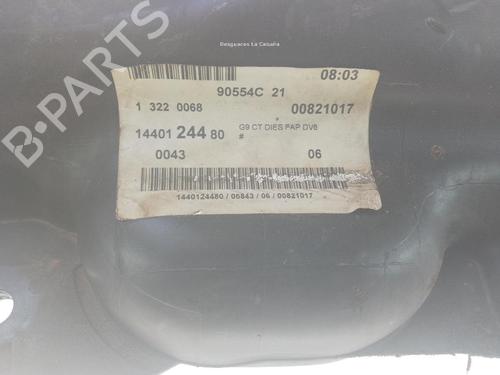 B-PARTS
Desguaces La Cabaña
08:03
90554C 21
1 322 0068 00821017
14401 244 80 G9 CT DIES FAP DV6
#
0043 06
1440124480 / 05843 / 06 / 00821017